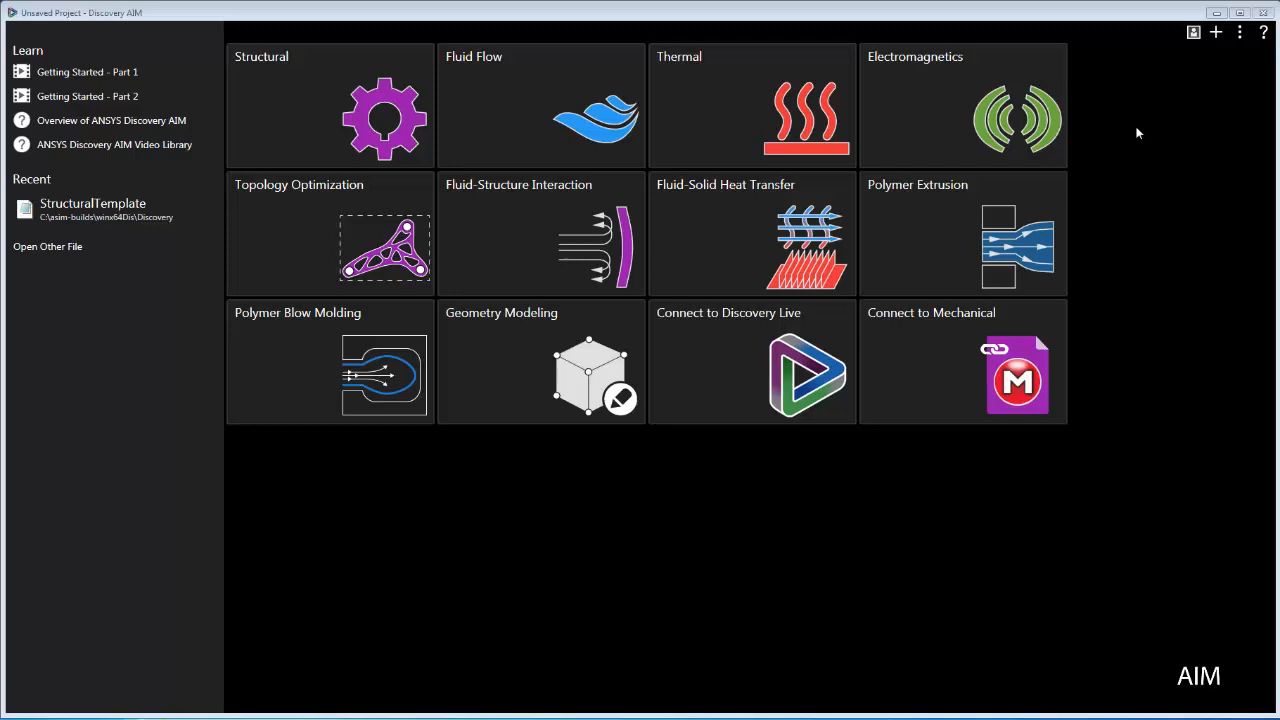 Unsaved Project - Discovery AIM
Learn
Getting Started - Part 1
Getting Started - Part 2
Overview of ANSYS Discovery AIM
ANSYS Discovery AIM Video Library
Recent
StructuralTemplate
C:\asim-builds\winx64Dis\Discovery
Open Other File
Structural
Fluid Flow
Thermal
Electromagnetics
Topology Optimization
Fluid-Structure Interaction
Fluid-Solid Heat Transfer
Polymer Extrusion
Polymer Blow Molding
Geometry Modeling
Connect to Discovery Live
Connect to Mechanical
M
AIM